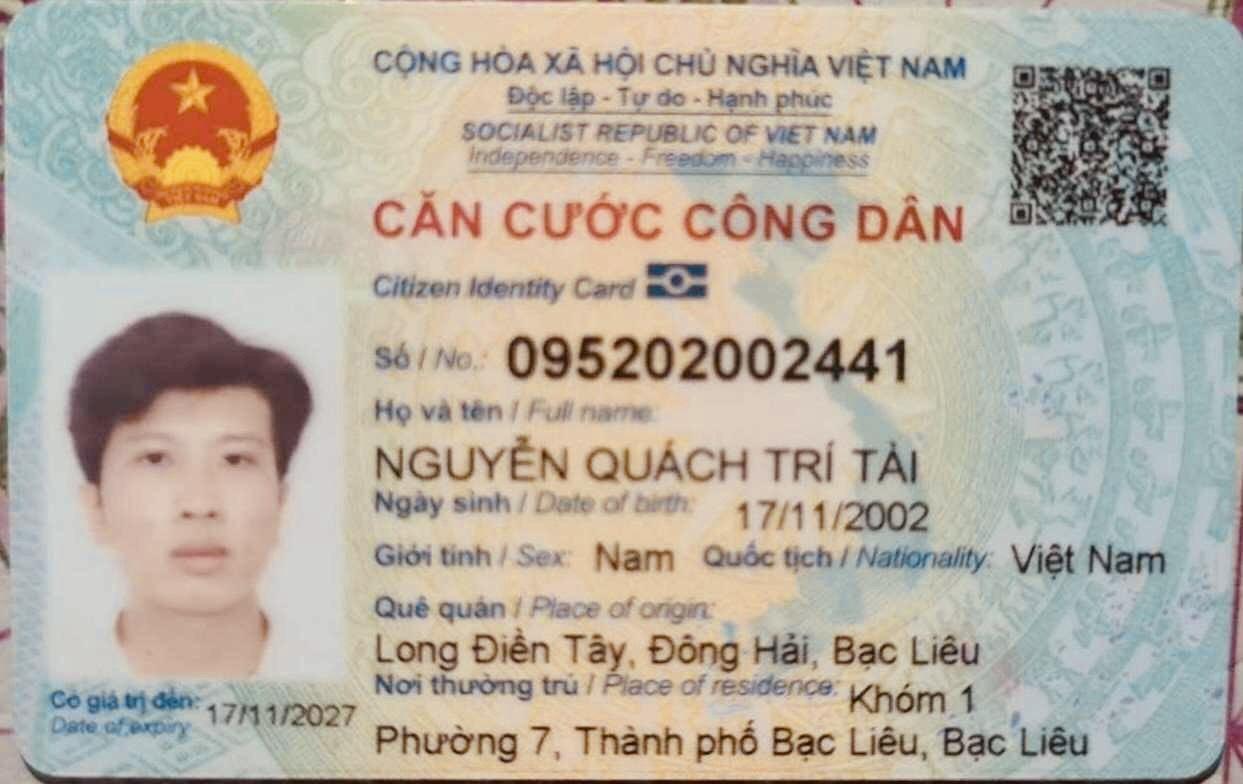 CỘNG HÒA XÃ HỘI CHỦ NGHĨA VIỆT NAM
Độc lập - Tự do - Hạnh phúc
SOCIALIST REPUBLIC OF VIET NAM
Independence - Freedom - Happiness
CĂN CƯỚC CÔNG DÂN
Citizen Identity Card
Số / No.: 095202002441
Họ và tên / Full name:
NGUYỄN QUÁCH TRÍ TÀI
Ngày sinh / Date of birth: 17/11/2002
Giới tính / Sex: Nam Quốc tịch / Nationality: Việt Nam
Quê quán / Place of origin:
Long Điền Tây, Đông Hải, Bạc Liêu
Nơi thường trú / Place of residence: Khóm 1
Phường 7, Thành phố Bạc Liêu, Bạc Liêu
Có giá trị đến: 17/11/2027
Date of expiry